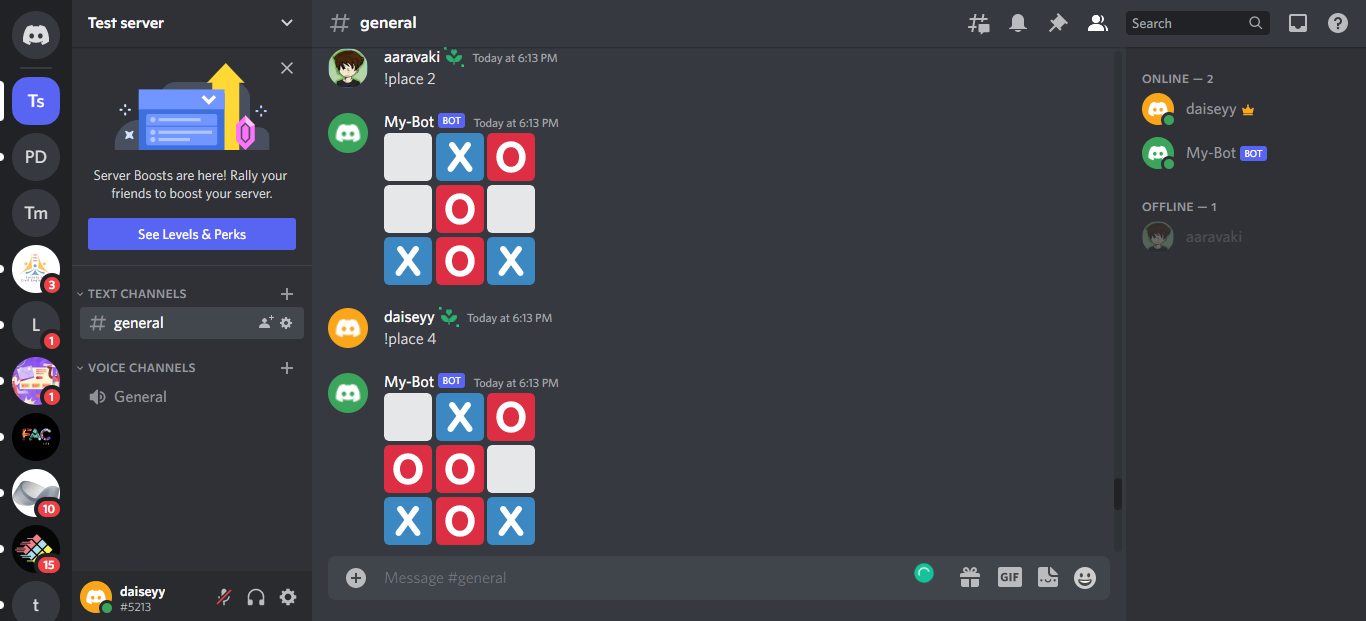 Test server
general
Search
Ts
PD
Tm
3
L
1
1
FAC
10
15
t
Server Boosts are here! Rally your
friends to boost your server.
See Levels & Perks
TEXT CHANNELS
general
VOICE CHANNELS
General
daiseyy
#5213
aaravaki Today at 6:13 PM
!place 2
My-Bot BOT Today at 6:13 PM
X O
O
X O X
daiseyy Today at 6:13 PM
!place 4
My-Bot BOT Today at 6:13 PM
X O
O O
X O X
Message #general
GIF
ONLINE — 2
daiseyy
My-Bot BOT
OFFLINE — 1
aaravaki